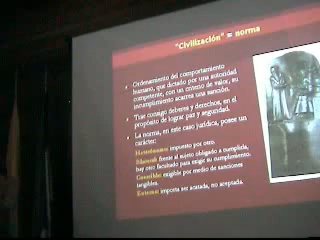 "Civilización" = norma
Ordenamiento del comportamiento
humano, que dictado por una autoridad
competente, con un criterio de valor, su
incumplimiento acarrea una sanción.
Trae consigo deberes y derechos, en el
propósito de lograr paz y seguridad.
La norma, en este caso jurídica, posee un
carácter:
Heterónomo: impuesto por otro.
Bilateral: frente al sujeto obligado a cumplirla,
hay otro facultado para exigir su cumplimiento.
Coercible: exigible por medio de sanciones
tangibles.
Externo: importa ser acatada, no aceptada.